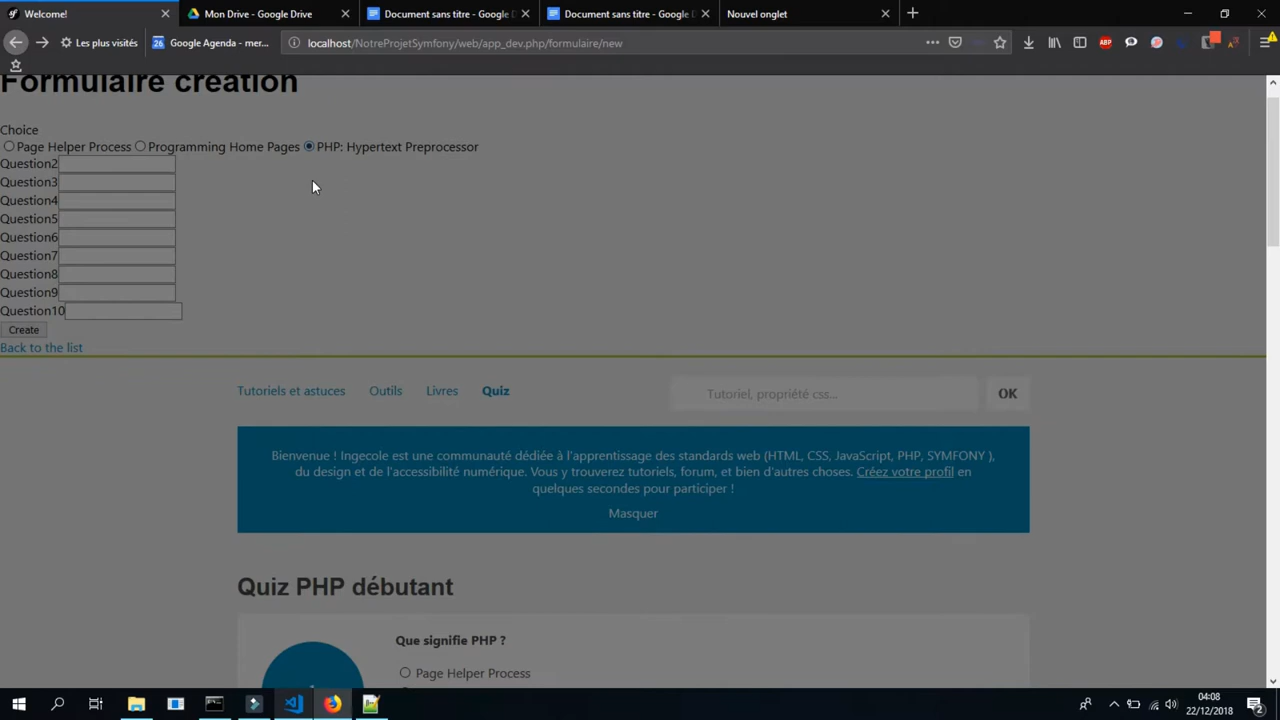 Welcome!
Mon Drive - Google Drive
Document sans titre - Google D
Document sans titre - Google D
Nouvel onglet
Les plus visités
26
Google Agenda - mer...
localhost/NotreProjetSymfony/web/app_dev.php/formulaire/new
ABP
Formulaire creation
Choice
Page Helper Process
Programming Home Pages
PHP: Hypertext Preprocessor
Question2
Question3
Question4
Question5
Question6
Question7
Question8
Question9
Question10
Create
Back to the list
Tutoriels et astuces
Outils
Livres
Quiz
Tutoriel, propriété css...
OK
Bienvenue ! Ingecole est une communauté dédiée à l'apprentissage des standards web (HTML, CSS, JavaScript, PHP, SYMFONY ),
du design et de l'accessibilité numérique. Vous y trouverez tutoriels, forum, et bien d'autres choses. Créez votre profil en
quelques secondes pour participer !
Masquer
Quiz PHP débutant
Que signifie PHP ?
Page Helper Process
04:08
22/12/2018
2